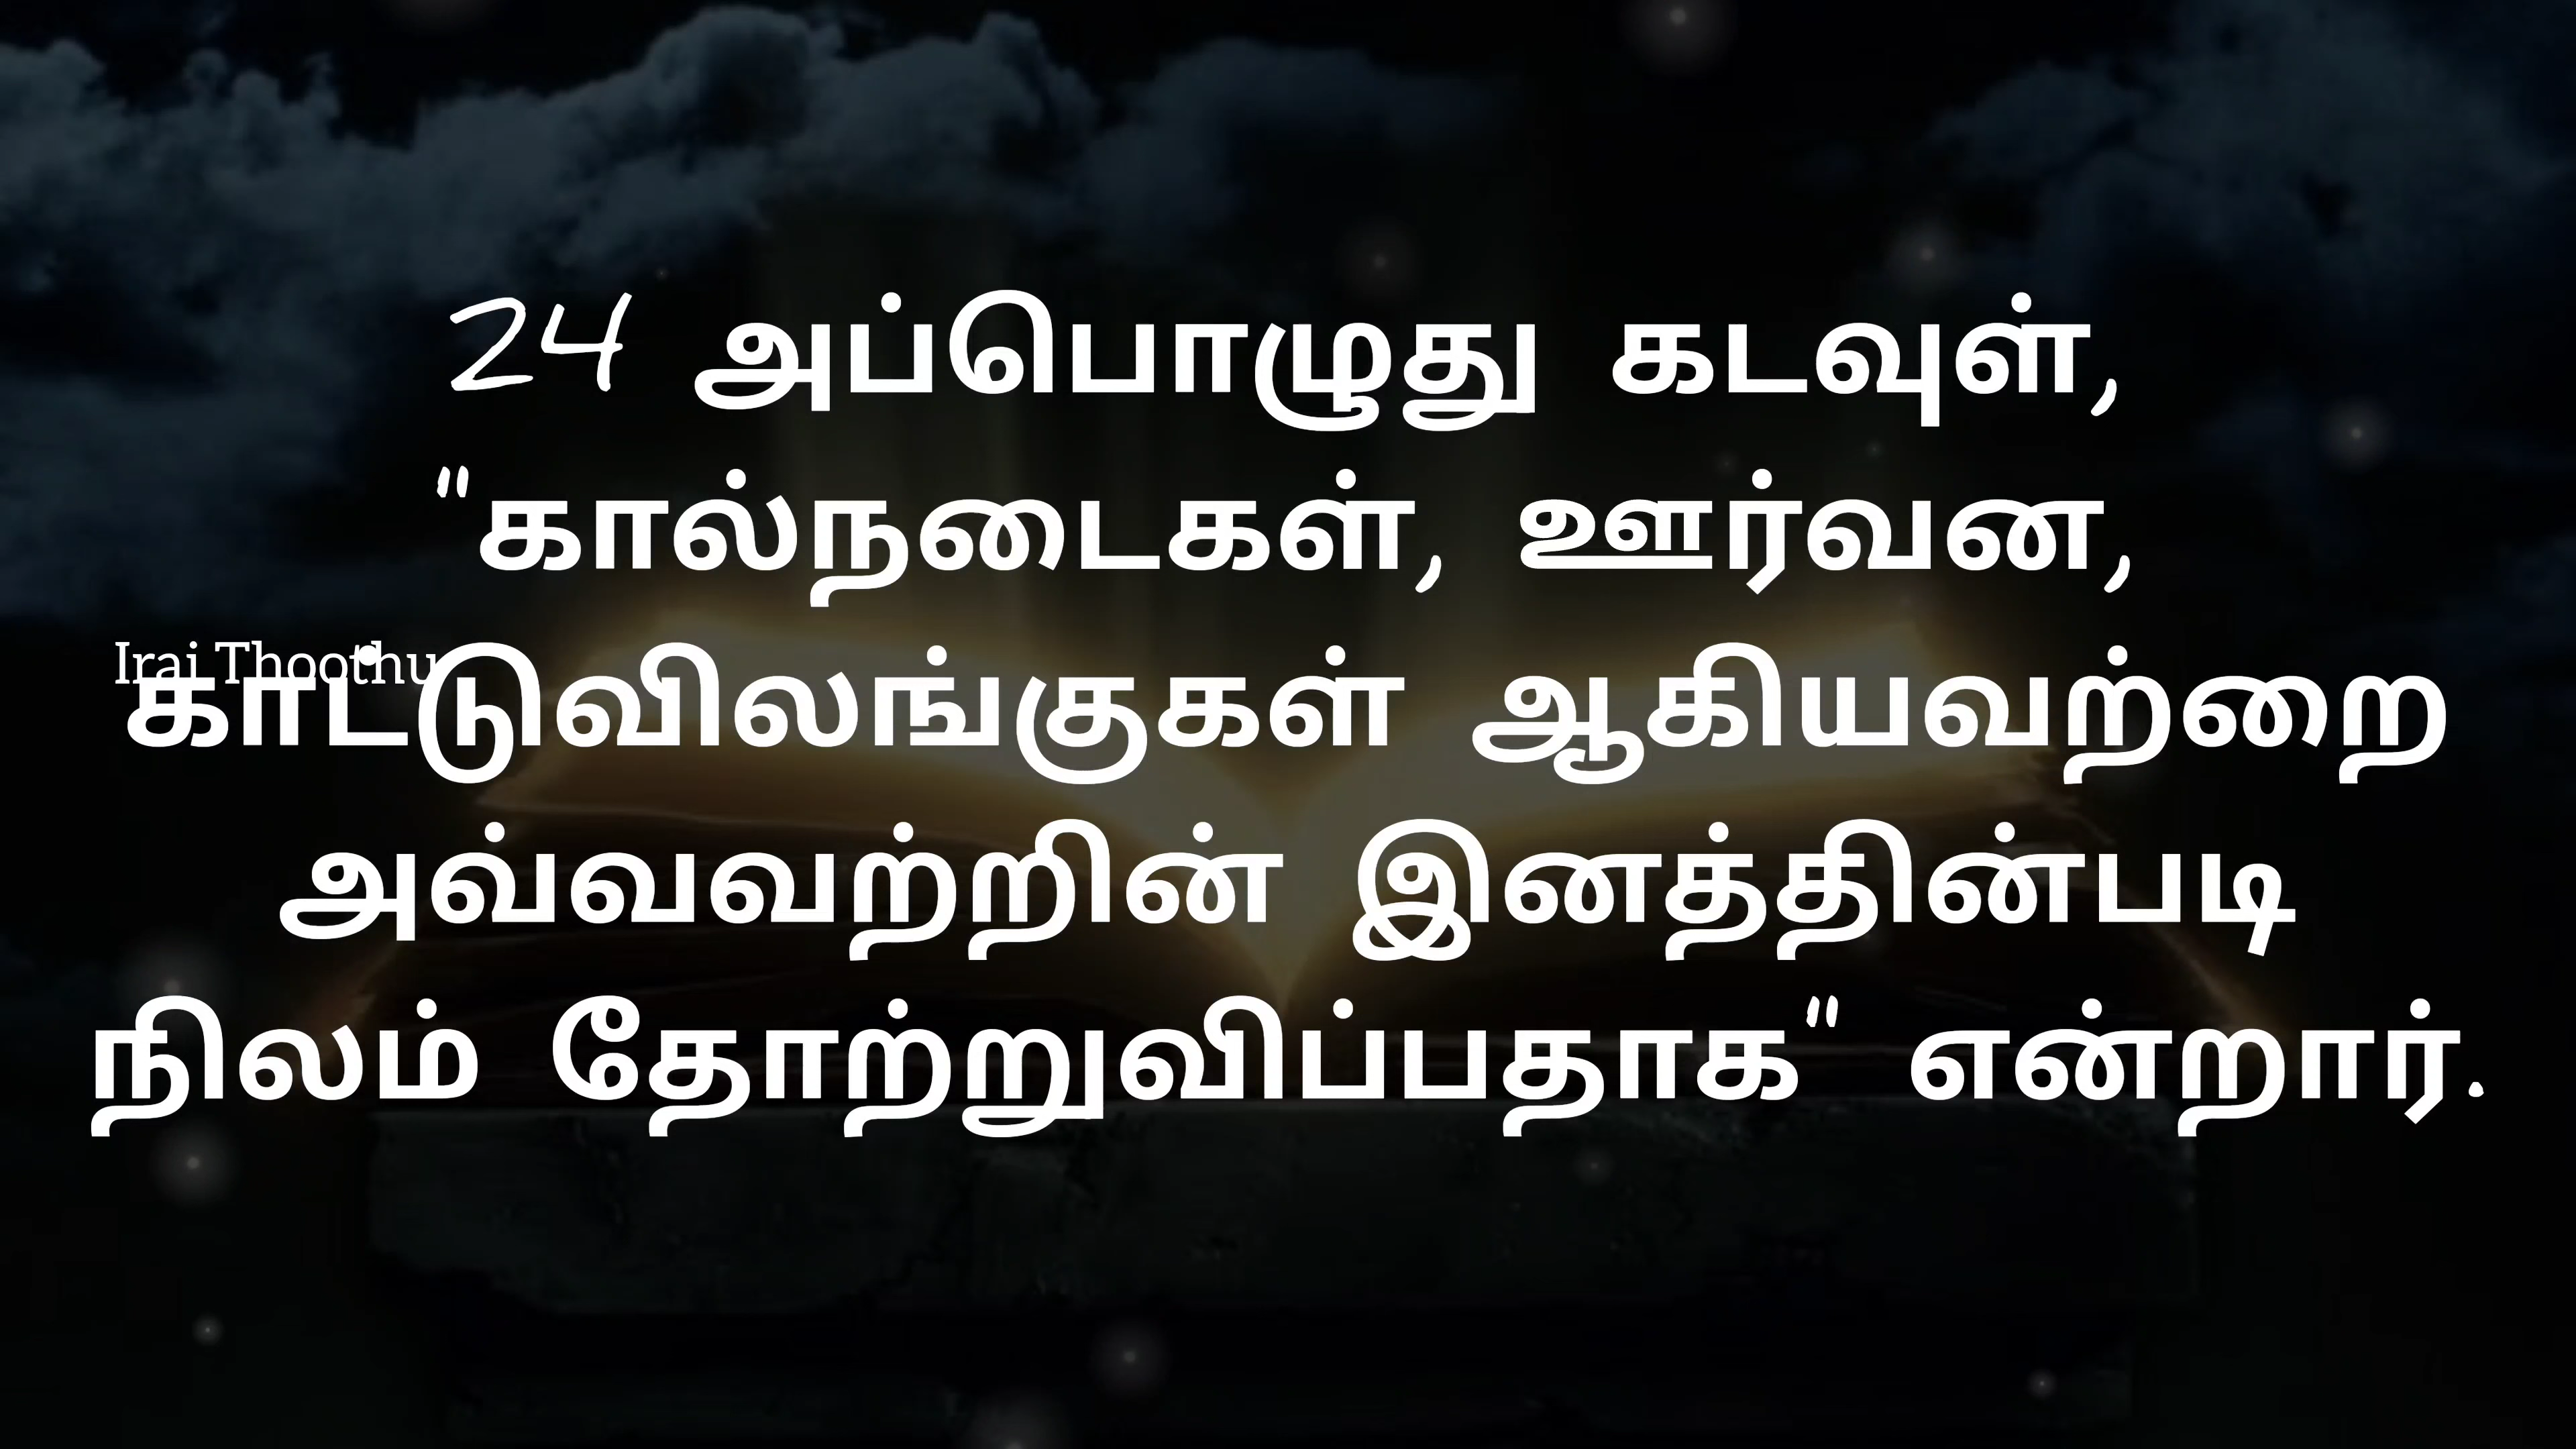 24 அப்பொழுது கடவுள்,
"கால்நடைகள், ஊர்வன,
Irai Thoothu
காட்டுவிலங்குகள் ஆகியவற்றை
அவ்வவற்றின் இனத்தின்படி
நிலம் தோற்றுவிப்பதாக" என்றார்.